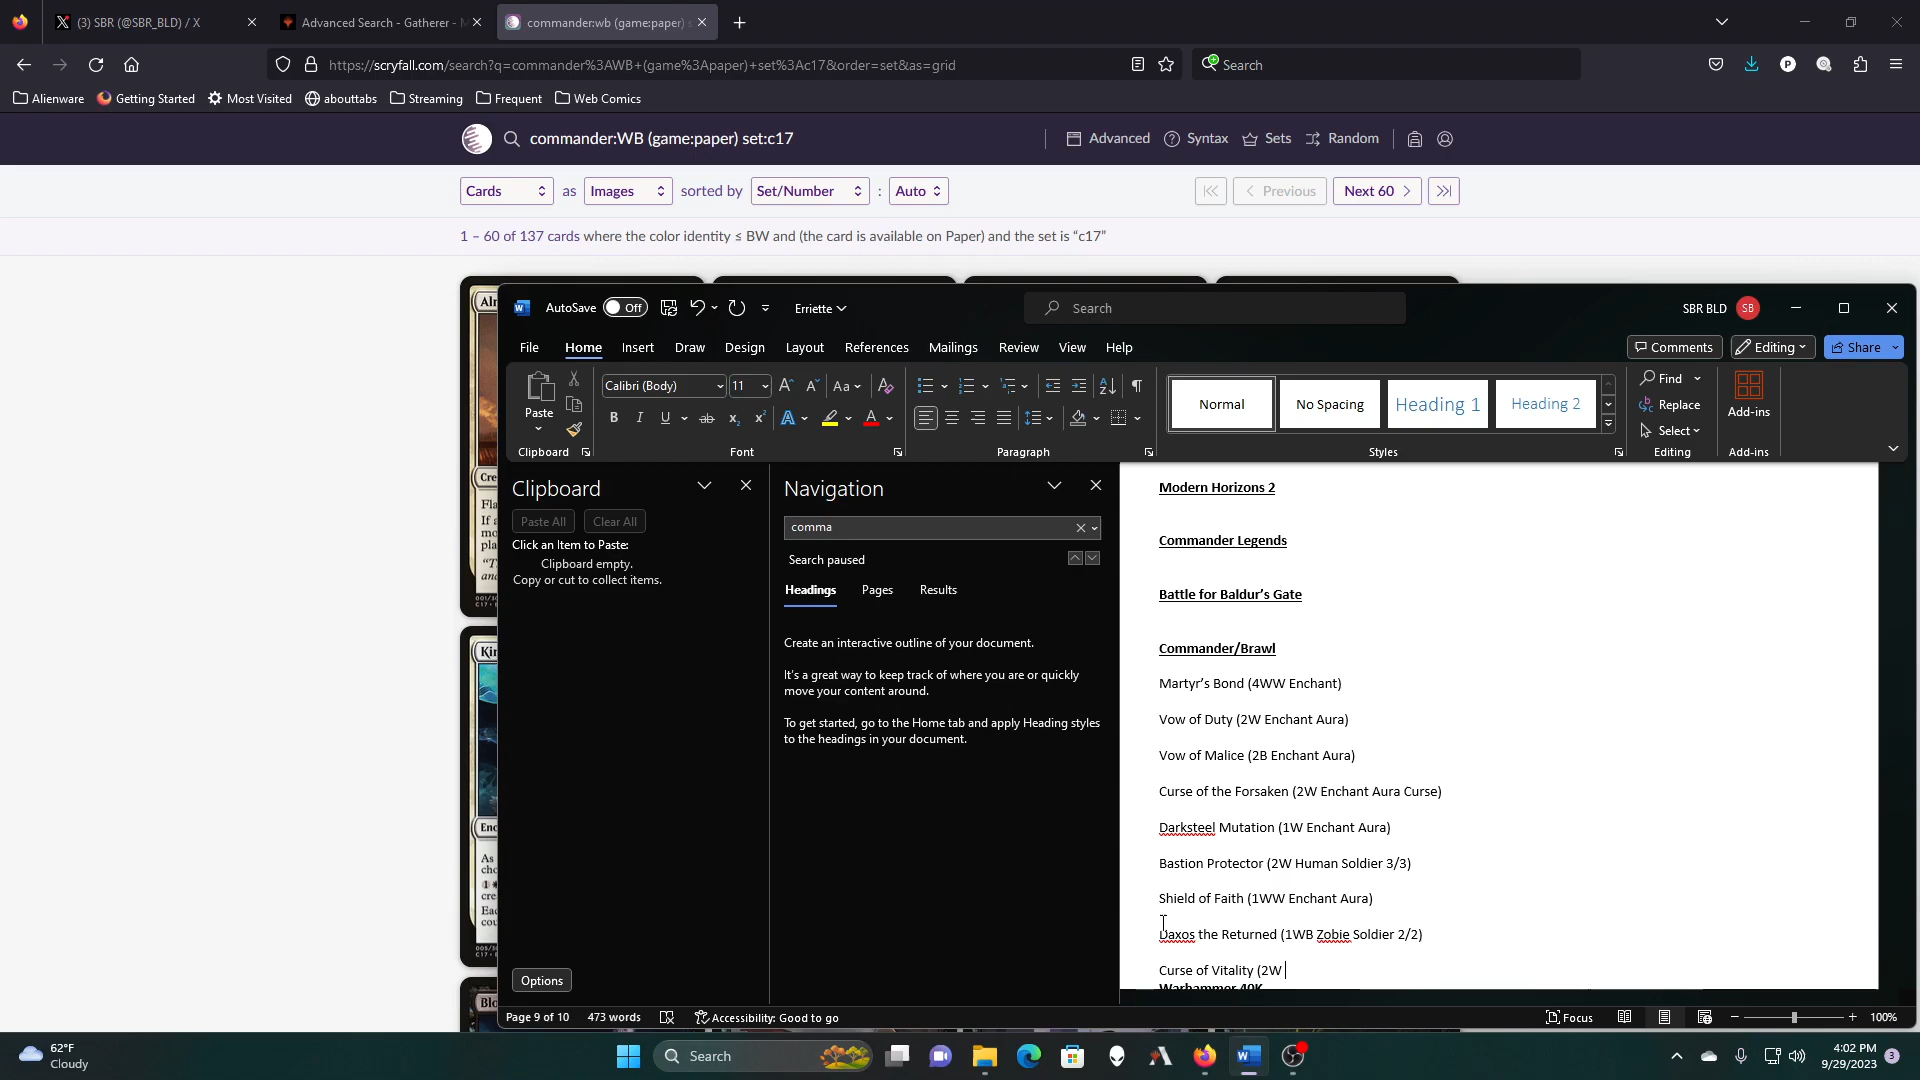 (3) SBR (@SBR_BLD) / X
Advanced Search - Gatherer - M
commander:wb (game:paper) s
https://scryfall.com/search?q=commander%3AWB+(game%3Apaper)+set%3Ac17&order=set&as=grid
Search
Alienware
Getting Started
Most Visited
abouttabs
Streaming
Frequent
Web Comics
commander:WB (game:paper) set:c17
Advanced
Syntax
Sets
Random
Cards
as
Images
sorted by
Set/Number
:
Auto
Previous
Next 60
1 – 60 of 137 cards where the color identity ≤ BW and (the card is available on Paper) and the set is “c17”
AutoSave
Off
Erriette
Search
SBR BLD
SB
File
Home
Insert
Draw
Design
Layout
References
Mailings
Review
View
Help
Comments
Editing
Share
Paste
Calibri (Body)
11
Normal
No Spacing
Heading 1
Heading 2
Find
Replace
Select
Add-ins
Clipboard
Font
Paragraph
Styles
Editing
Add-ins
Clipboard
Paste All
Clear All
Click an Item to Paste:
Clipboard empty.
Copy or cut to collect items.
Options
Navigation
comma
Search paused
Headings
Pages
Results
Create an interactive outline of your document.
It's a great way to keep track of where you are or quickly
move your content around.
To get started, go to the Home tab and apply Heading styles
to the headings in your document.
Modern Horizons 2
Commander Legends
Battle for Baldur’s Gate
Commander/Brawl
Martyr’s Bond (4WW Enchant)
Vow of Duty (2W Enchant Aura)
Vow of Malice (2B Enchant Aura)
Curse of the Forsaken (2W Enchant Aura Curse)
Darksteel Mutation (1W Enchant Aura)
Bastion Protector (2W Human Soldier 3/3)
Shield of Faith (1WW Enchant Aura)
Daxos the Returned (1WB Zobie Soldier 2/2)
Curse of Vitality (2W
Warhammer 40K
Page 9 of 10
473 words
Accessibility: Good to go
Focus
100%
62°F
Cloudy
Search
4:02 PM
9/29/2023
3